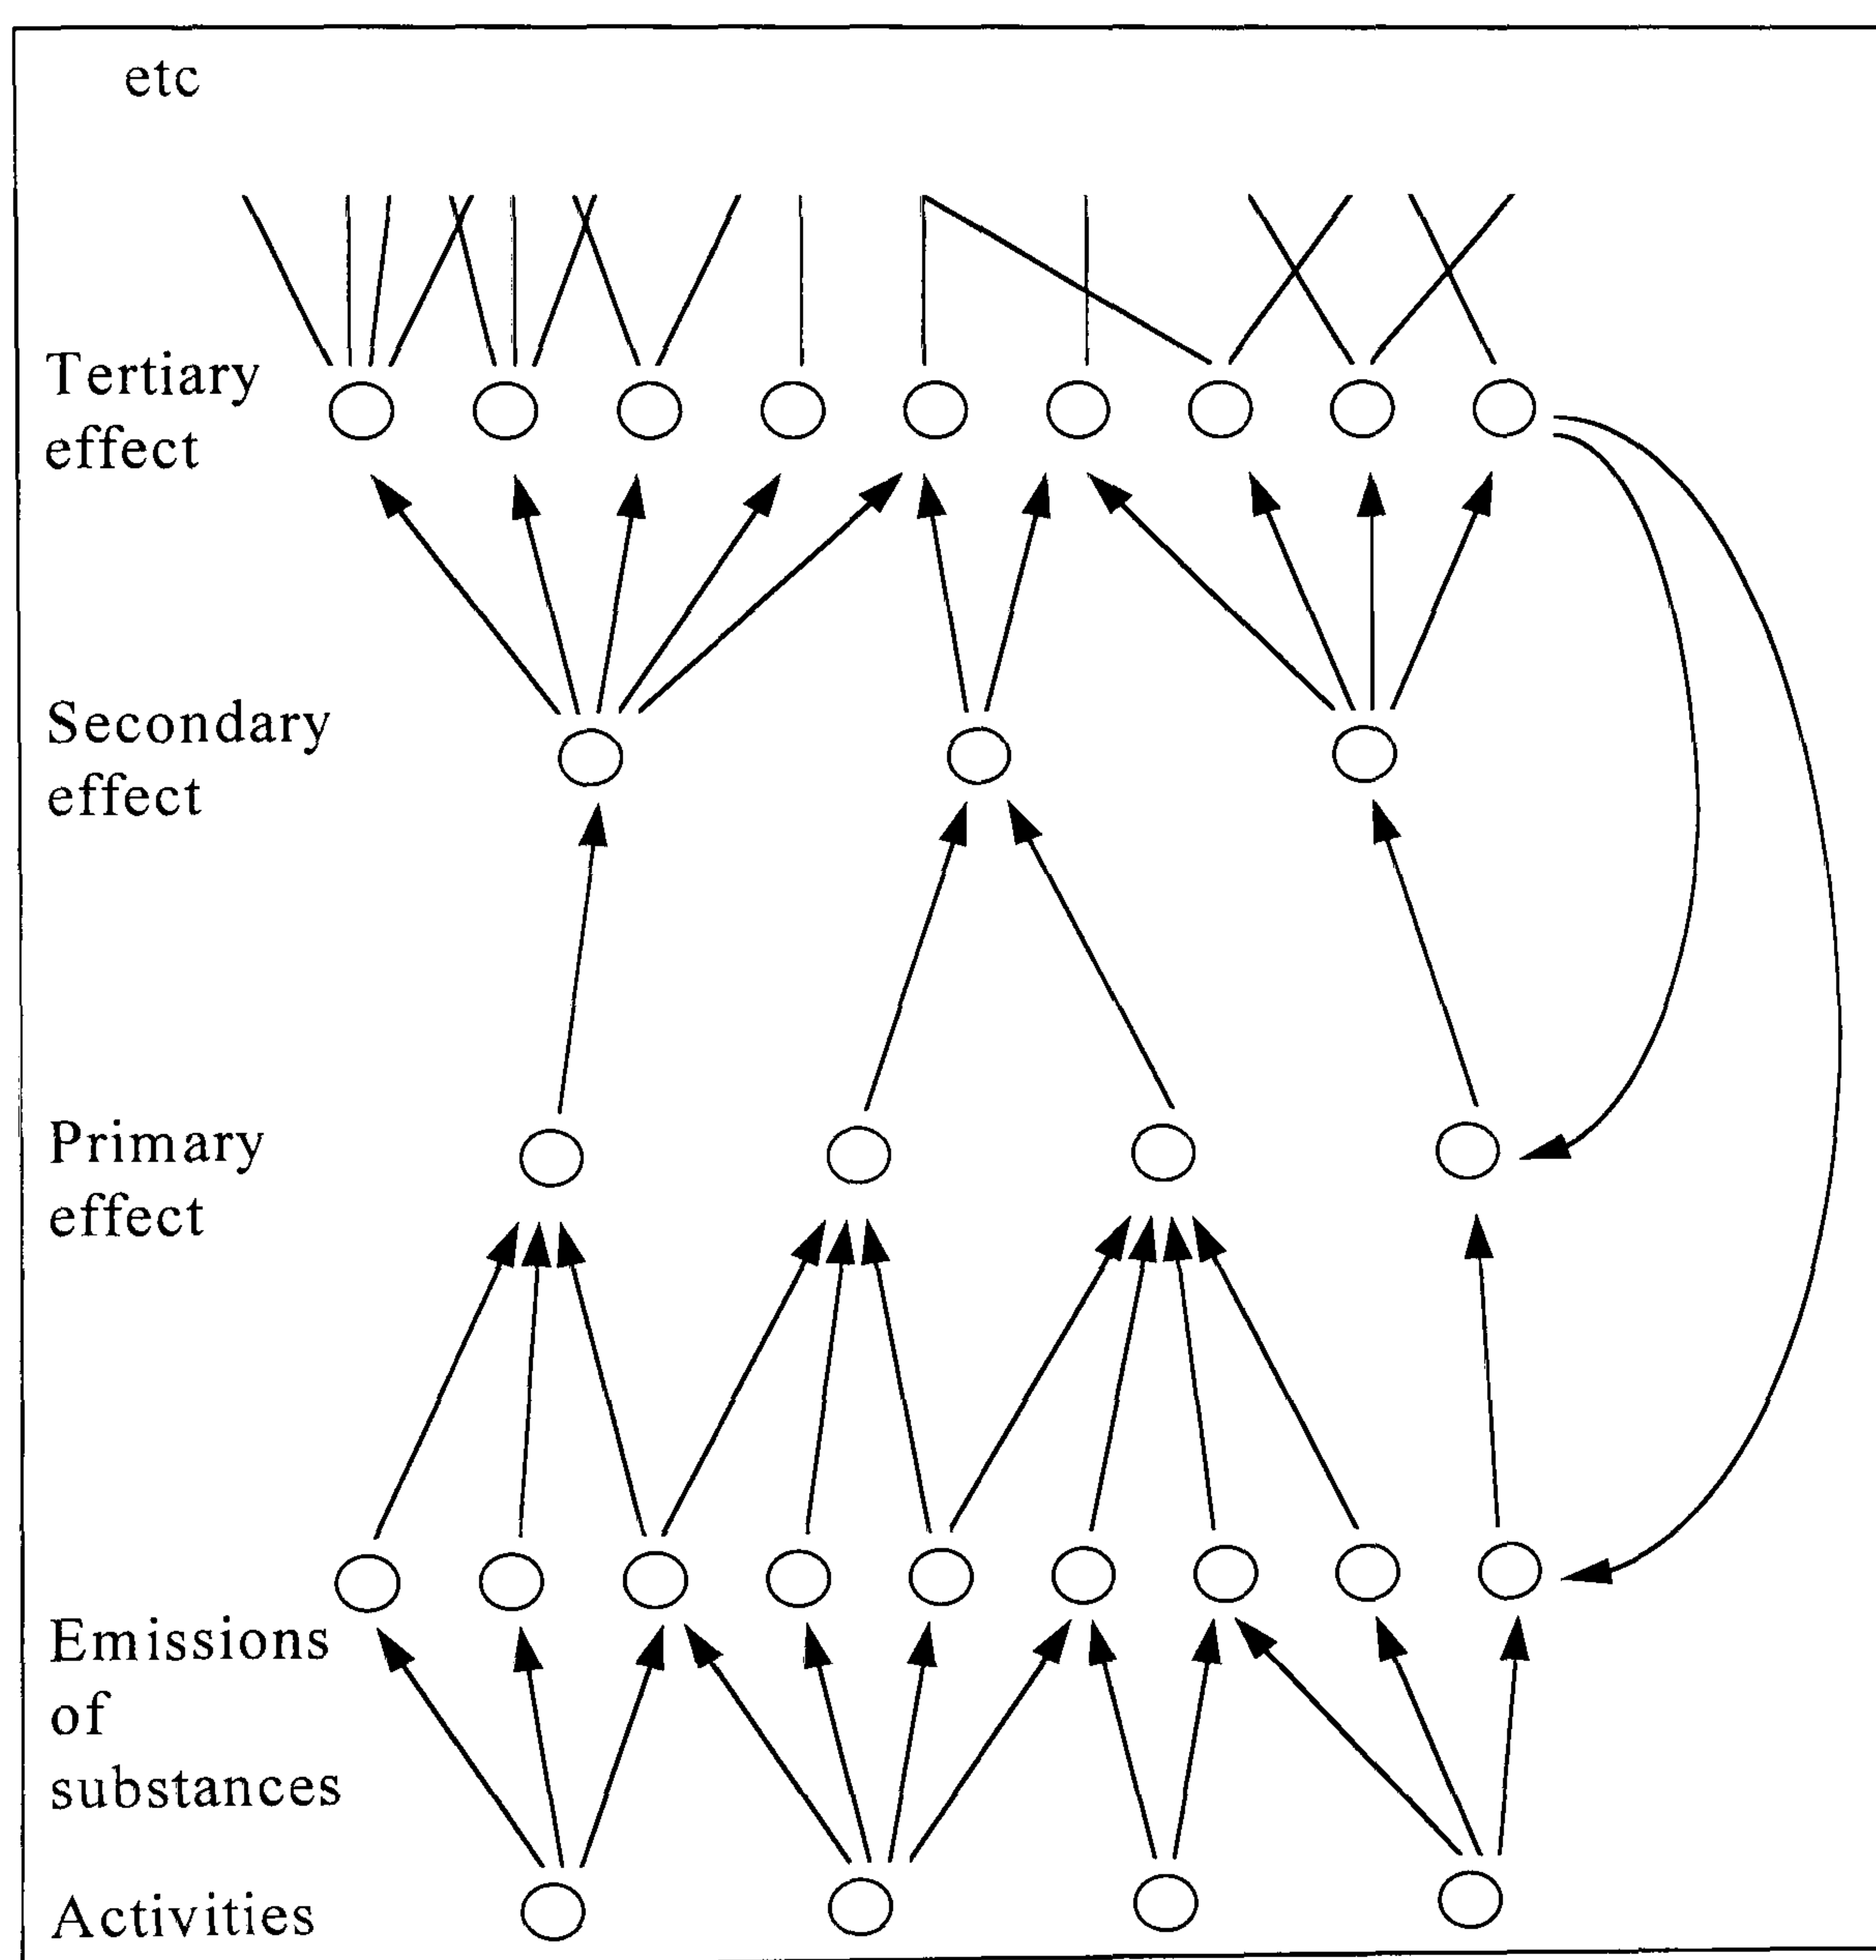 etc
Tertiary
effect
Secondary
effect
Primary
effect
Emissions
of
substances
Activities